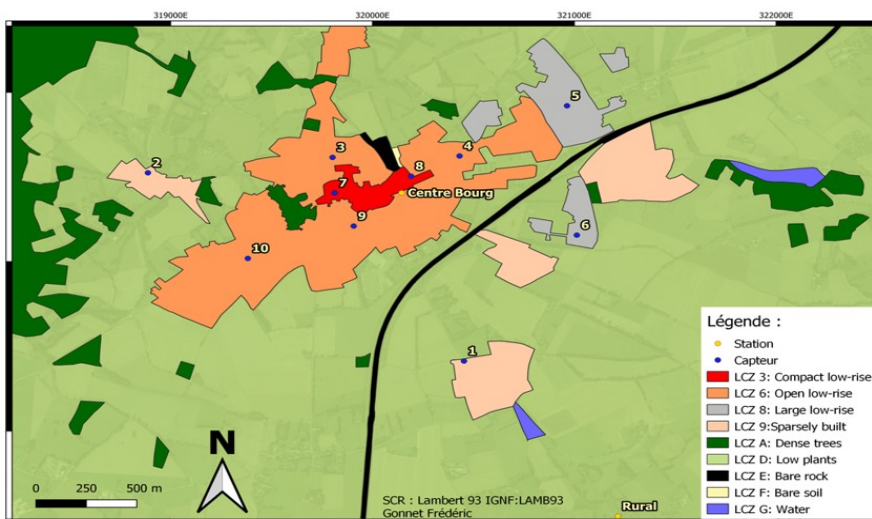 319000E 320000E 321000E 322000E
5
3
4
2
8
7
Centre Bourg
9
6
10
1
Légende :
Station
Capteur
LCZ 3: Compact low-rise
LCZ 6: Open low-rise
LCZ 8: Large low-rise
LCZ 9:Sparsely built
LCZ A: Dense trees
LCZ D: Low plants
LCZ E: Bare rock
LCZ F: Bare soil
LCZ G: Water
N
0 250 500 m
SCR : Lambert 93 IGNF:LAMB93
Gonnet Frédéric
Rural